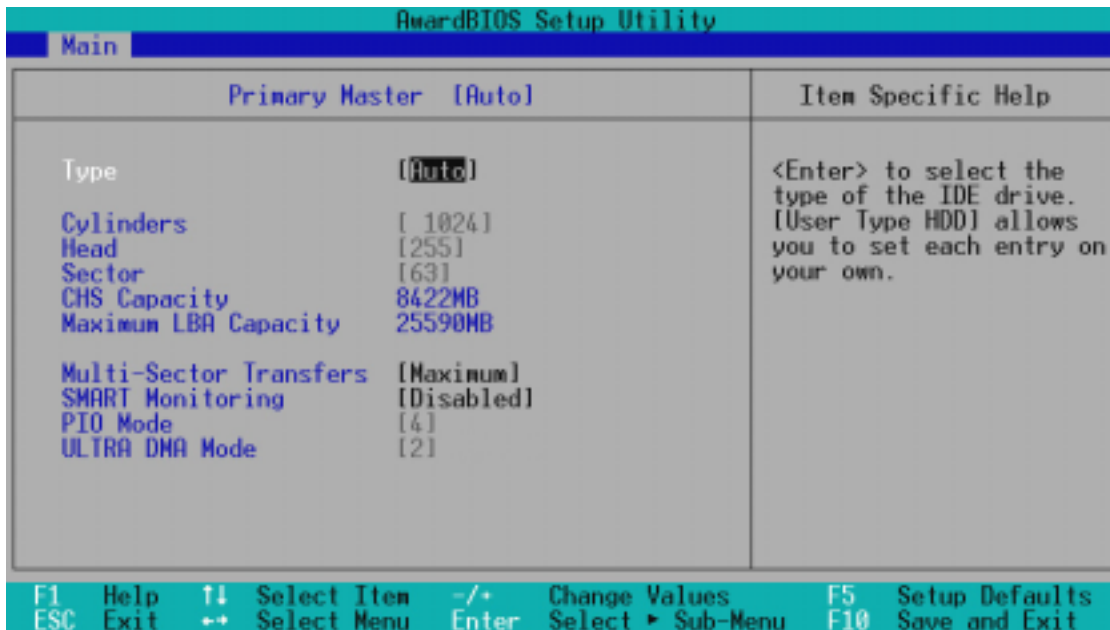 AwardBIOS Setup Utility
Main
Primary Master [Auto]
Item Specific Help
Type [Auto]
Cylinders [ 1024]
Head [255]
Sector [63]
CHS Capacity 8422MB
Maximum LBA Capacity 25590MB
Multi-Sector Transfers [Maximum]
SMART Monitoring [Disabled]
PIO Mode [4]
ULTRA DMA Mode [2]
<Enter> to select the
type of the IDE drive.
[User Type HDD] allows
you to set each entry on
your own.
F1 Help ↑↓ Select Item -/+ Change Values F5 Setup Defaults
ESC Exit ←→ Select Menu Enter Select ► Sub-Menu F10 Save and Exit